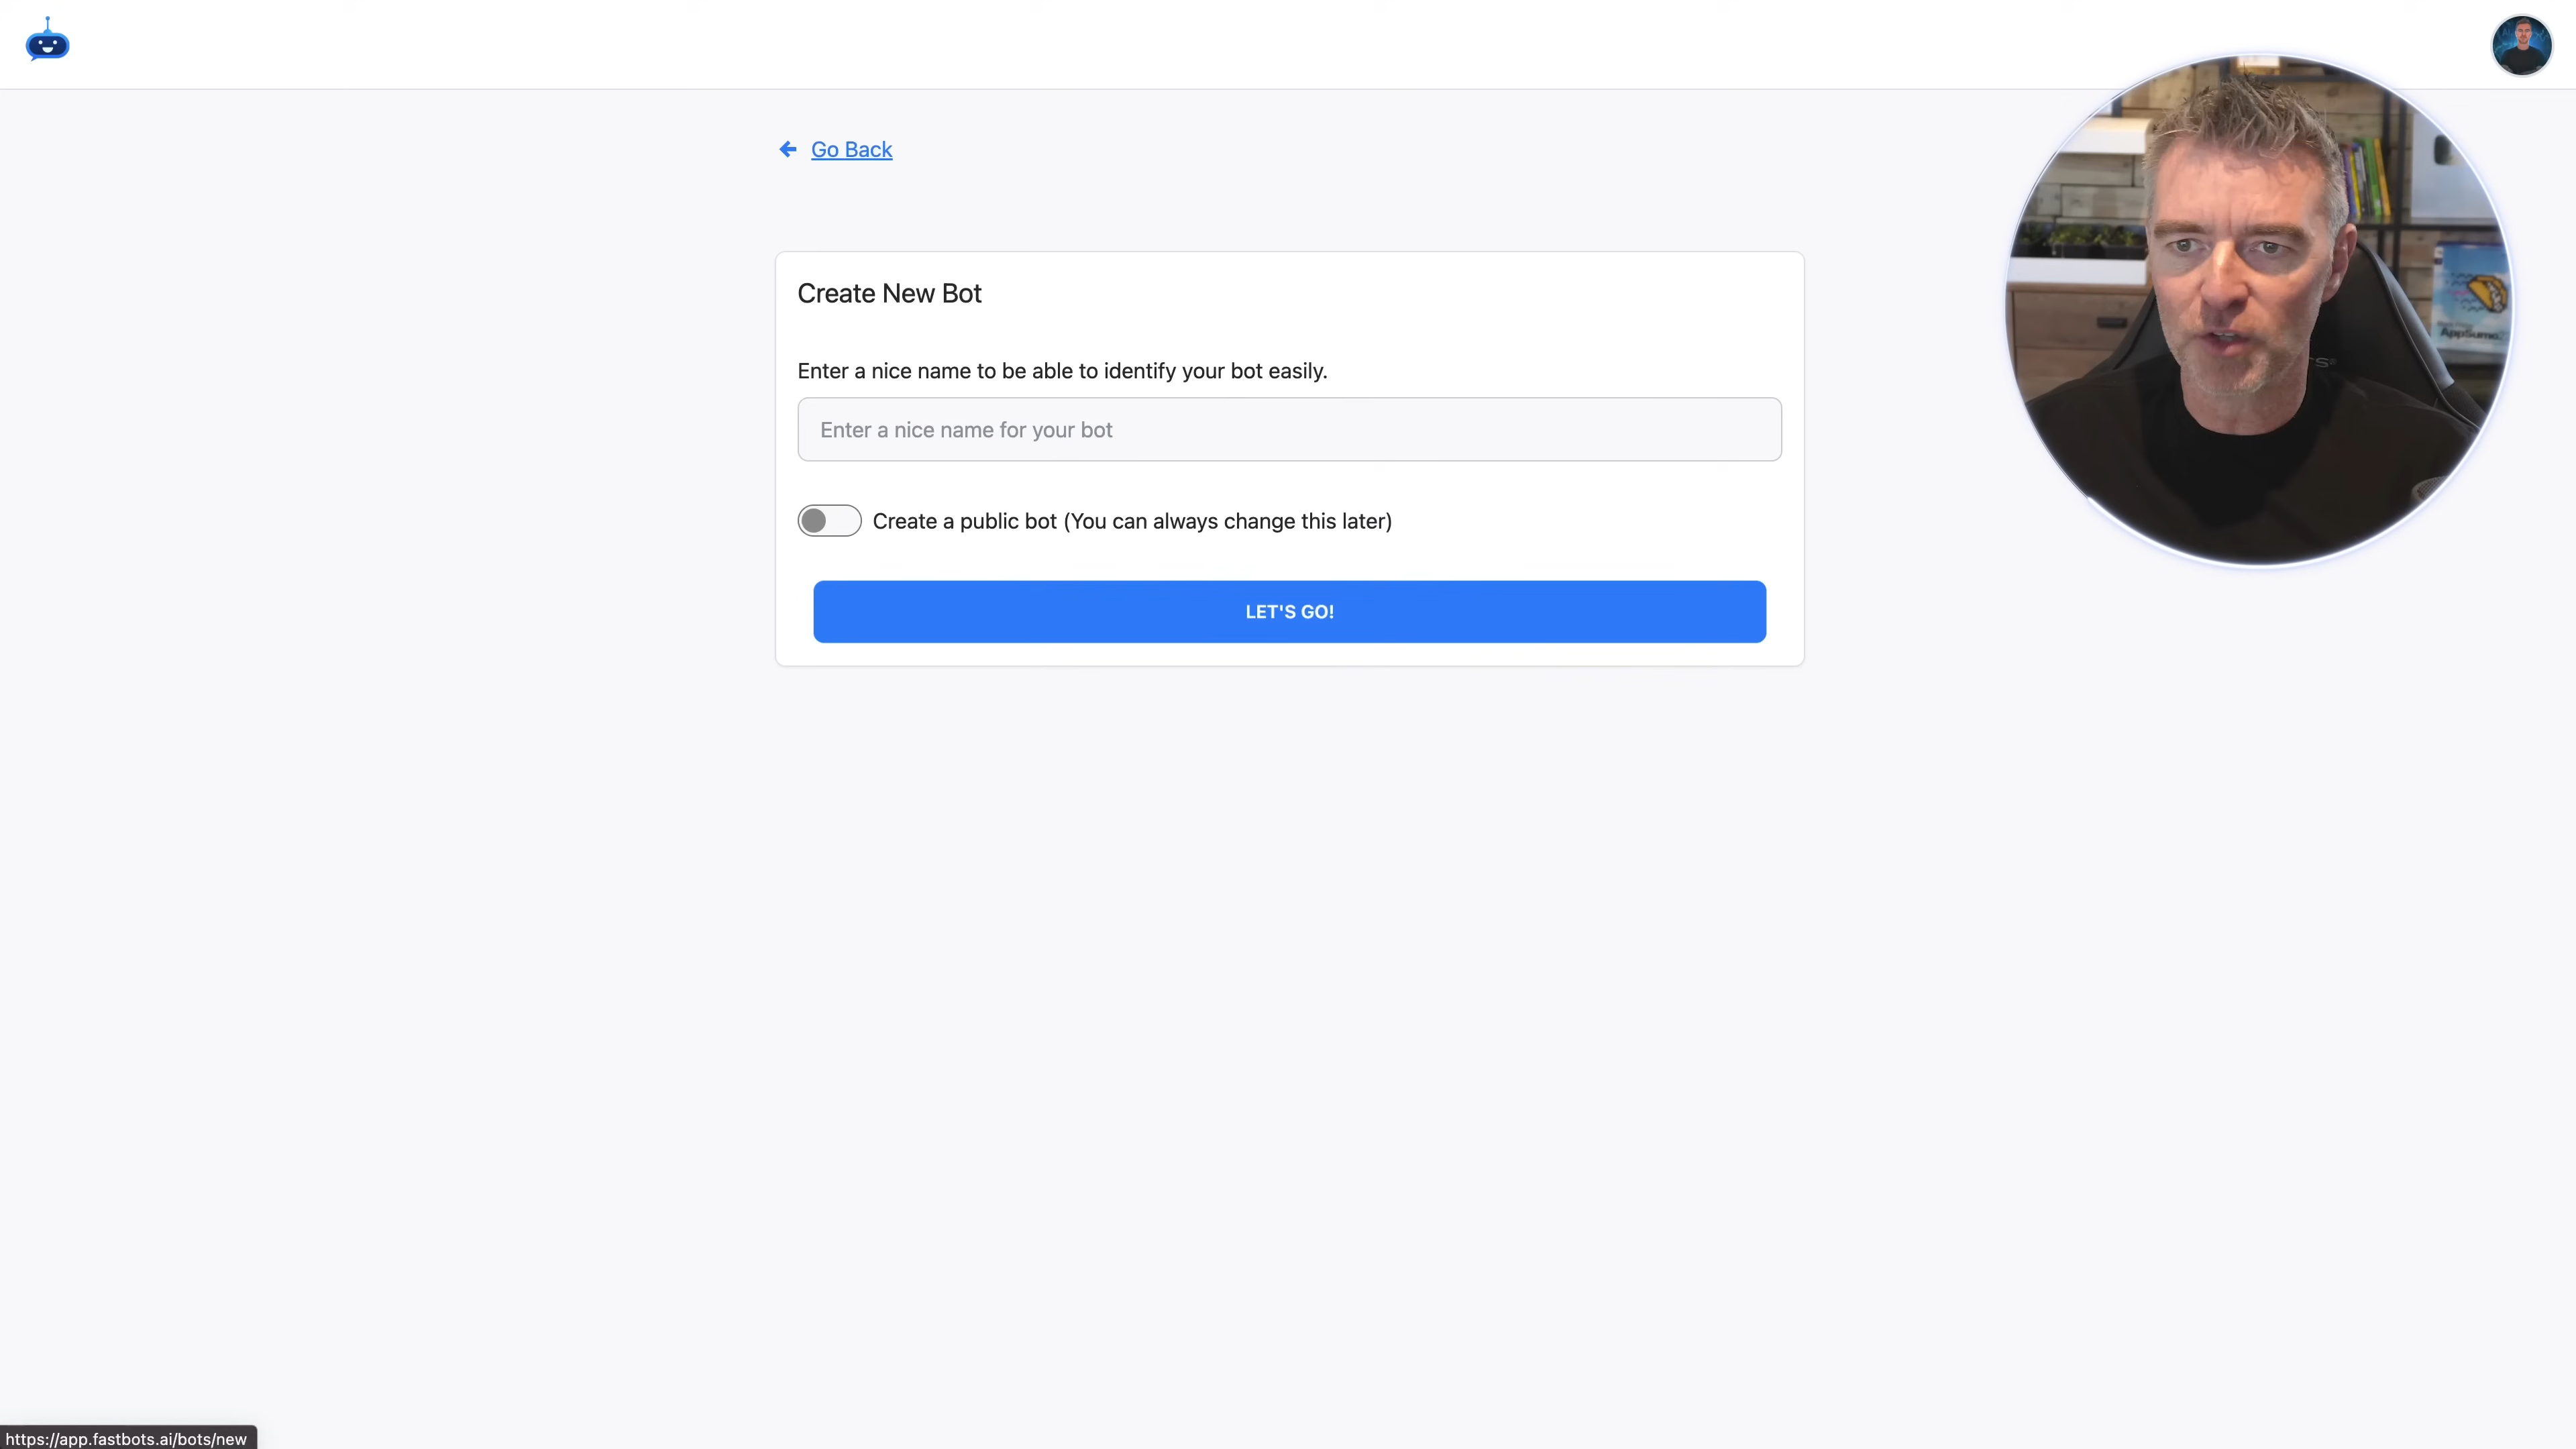 Go Back
Create New Bot
Enter a nice name to be able to identify your bot easily.
Enter a nice name for your bot
Create a public bot (You can always change this later)
LET'S GO!
AppSumo
https://app.fastbots.ai/bots/new